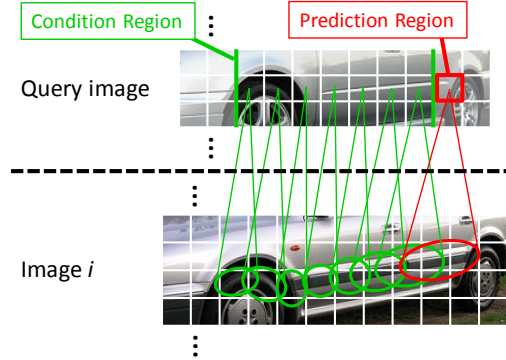 Condition Region
Prediction Region
Query image
Image i